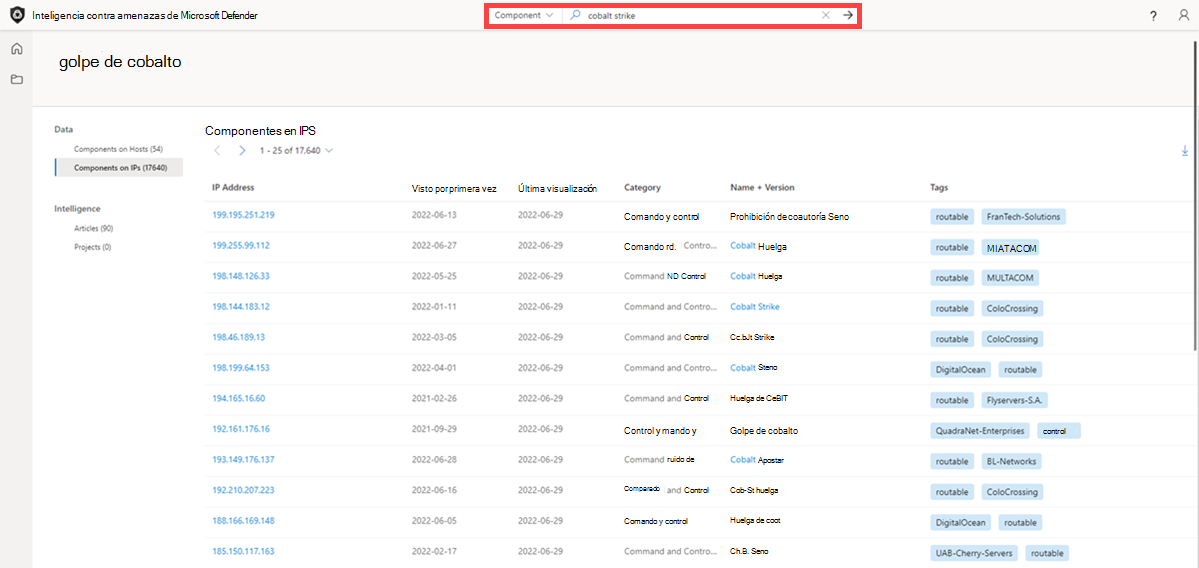 Inteligencia contra amenazas de Microsoft Defender Component cobalt strike ?
golpe de cobalto
Data
Components on Hosts (54)
Components on IPs (17640)
Intelligence
Articles (90)
Projects (0)
Componentes en IPS
1 - 25 of 17.640
IP Address Visto por primera vez Última visualización Category Name + Version Tags
199.195.251.219 2022-06-13 2022-06-29 Comando y control Prohibición de coautoría Seno routable FranTech-Solutions
199.255.99.112 2022-06-27 2022-06-29 Comando rd. Contro... Cobalt Huelga routable MIATACOM
198.148.126.33 2022-05-25 2022-06-29 Command ND Control Cobalt Huelga routable MULTACOM
198.144.183.12 2022-01-11 2022-06-29 Command and Contro... Cobalt Strike routable ColoCrossing
198.46.189.13 2022-03-05 2022-06-29 Command and Control Cc.bJt Strike routable ColoCrossing
198.199.64.153 2022-04-01 2022-06-29 Command and Contro... Cobalt Steno DigitalOcean routable
194.165.16.60 2021-02-26 2022-06-29 Command and Control Huelga de CeBIT routable Flyservers-S.A.
192.161.176.16 2021-09-29 2022-06-29 Control y mando y Golpe de cobalto QuadraNet-Enterprises control
193.149.176.137 2022-06-28 2022-06-29 Command ruido de Cobalt Apostar routable BL-Networks
192.210.207.223 2022-06-16 2022-06-29 Comparado and Control Cob-St huelga routable ColoCrossing
188.166.169.148 2022-06-05 2022-06-29 Comando y control Huelga de coot DigitalOcean routable
185.150.117.163 2022-02-17 2022-06-29 Command and Contro... Ch.B. Seno UAB-Cherry-Servers routable